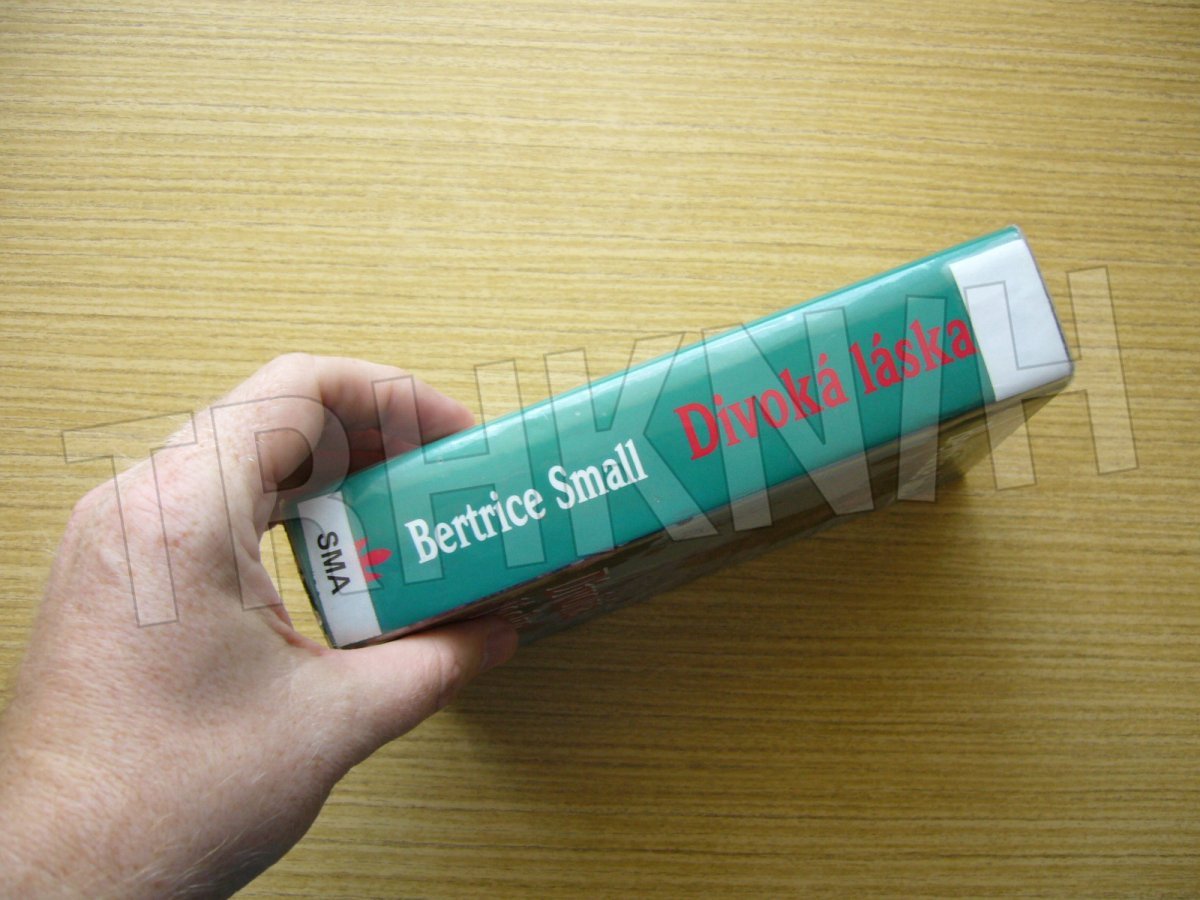 SMA
Bertrice Small
Divoká láska
TRHKNIH